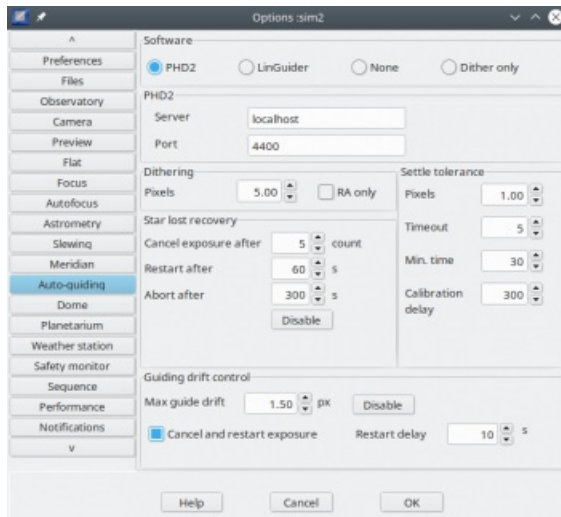 Options :sim2
^
Preferences
Files
Observatory
Camera
Preview
Flat
Focus
Autofocus
Astrometry
Slewing
Meridian
Auto-guiding
Dome
Planetarium
Weather station
Safety monitor
Sequence
Performance
Notifications
v
Software
PHD2 LinGuider None Dither only
PHD2
Server localhost
Port 4400
Dithering
Pixels 5.00 RA only
Star lost recovery
Cancel exposure after 5 count
Restart after 60 s
Abort after 300 s
Disable
Settle tolerance
Pixels 1.00
Timeout 5
Min. time 30
Calibration
delay 300
Guiding drift control
Max guide drift 1.50 px Disable
Cancel and restart exposure Restart delay 10 s
Help Cancel OK